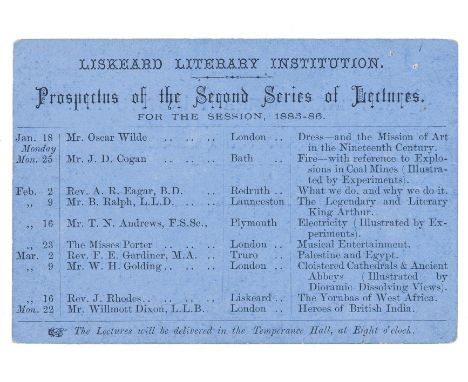 LISKEARD LITERARY INSTITUTION.
Prospectus of the Second Series of Lectures.
FOR THE SESSION, 1885-86.
Jan. 18 Mr. Oscar Wilde .. .. .. London .. Dress—and the Mission of Art
Monday in the Nineteenth Century.
Mon. 25 Mr. J. D. Cogan .. .. Bath .. Fire—with reference to Explo-
sions in Coal Mines (Illustra-
ted by Experiments).
Feb. 2 Rev. A. R. Eagar, B.D. Redruth .. What we do, and why we do it.
„ 9 Mr. B. Ralph, L.L.D. .. Launceston The Legendary and Literary
King Arthur.
„ 16 Mr. T. N. Andrews, F.S.Sc., Plymouth Electricity (Illustrated by Ex-
periments).
„ 23 The Misses Porter .. .. London .. Musical Entertainment.
Mar. 2 Rev. F. E. Gardiner, M.A. Truro .. Palestine and Egypt.
„ 9 Mr. W. H. Golding .. .. London .. Cloistered Cathedrals & Ancient
Abbeys (Illustrated by
Dioramic Dissolving Views).
„ 16 Rev. J. Rhodes.. .. .. Liskeard .. The Yorubas of West Africa.
Mon. 22 Mr. Willmott Dixon, L.L.B. London .. Heroes of British India.
☞ The Lectures will be delivered in the Temperance Hall, at Eight o'clock.